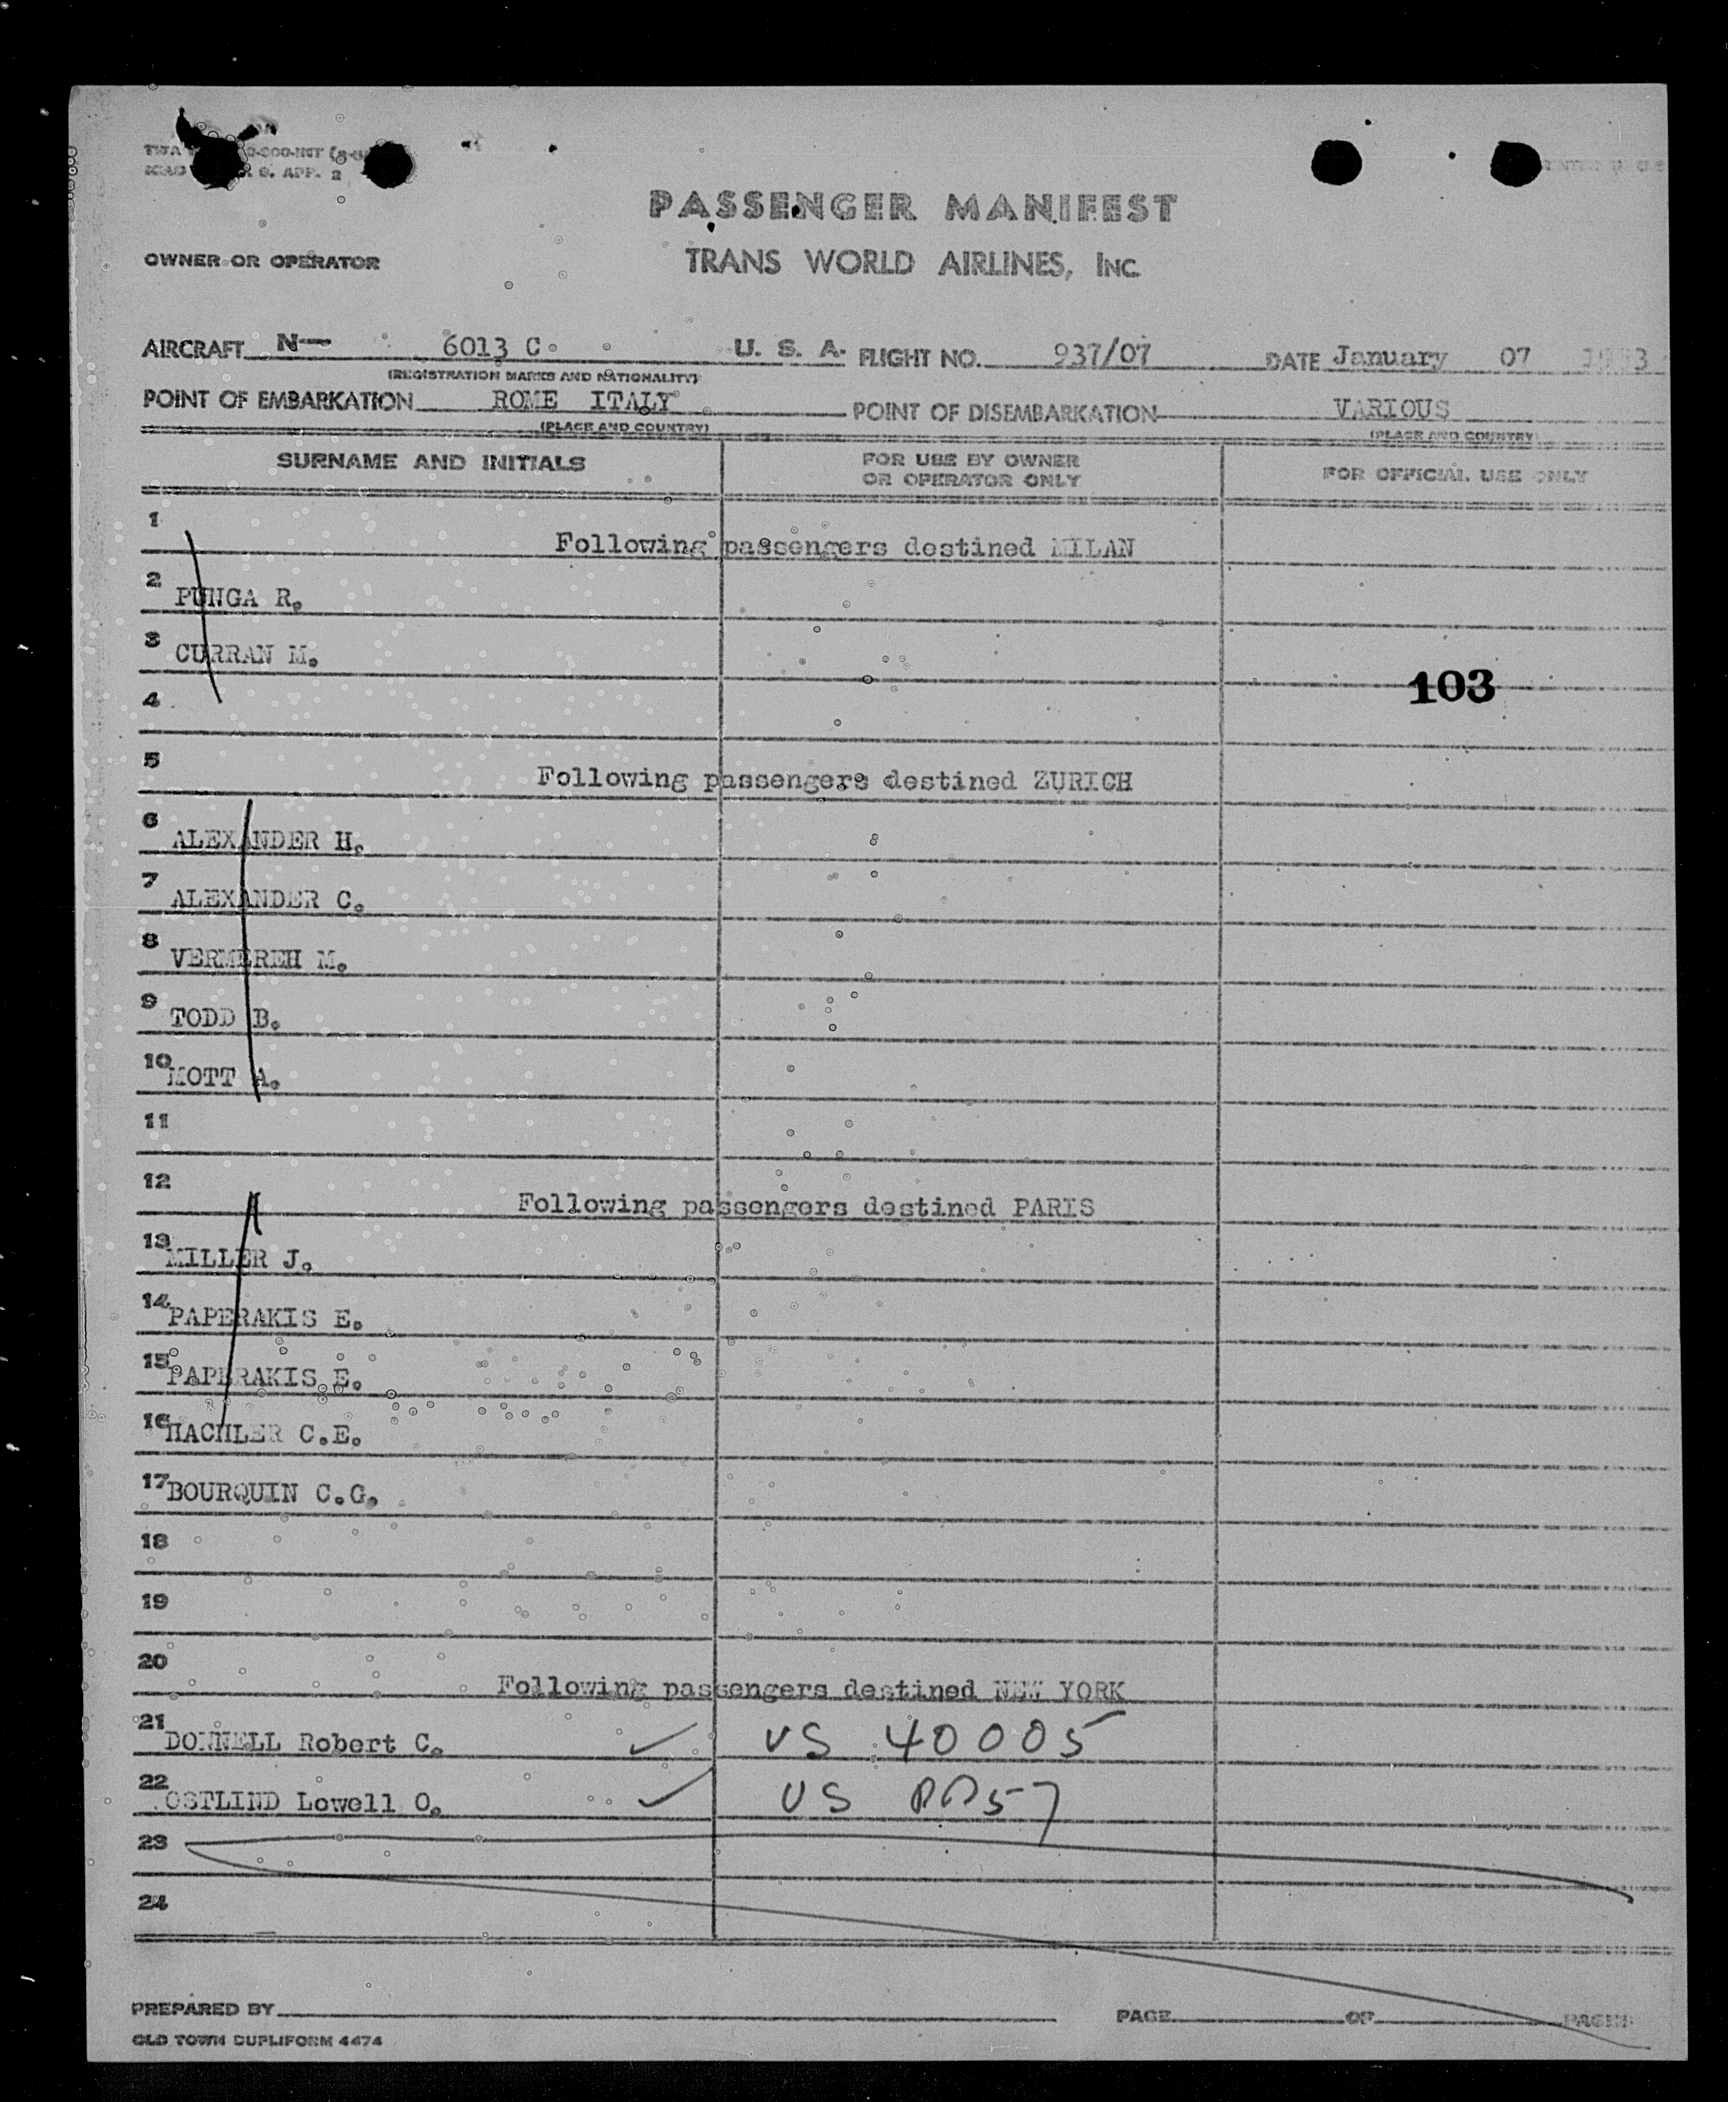 APP. 2
PASSENGER MANIFEST
OWNER OR OPERATOR
TRANS WORLD AIRLINES, INC.
AIRCRAFT N— 6013 C U. S. A. FLIGHT NO. 937/07 DATE January 07
(REGISTRATION MARKS AND NATIONALITY)
POINT OF EMBARKATION ROME ITALY POINT OF DISEMBARKATION VARIOUS
(PLACE AND COUNTRY) (PLACE AND COUNTRY)
SURNAME AND INITIALS FOR USE BY OWNER OR OPERATOR ONLY FOR OFFICIAL USE ONLY
1 Following passengers destined MILAN
2 PUNGA R.
3 CURRAN M.
103
4
5 Following passengers destined ZURICH
6 ALEXANDER H.
7 ALEXANDER C.
8 VERMEREH M.
9 TODD B.
10 MOTT A.
11
12 Following passengers destined PARIS
13 MILLER J.
14 PAPERAKIS E.
15 PAPERAKIS E.
16 HACHLER C.E.
17 BOURQUIN C.G.
18
19
20 Following passengers destined NEW YORK
21 DONNELL Robert C. ✓ US 40005
22 OSTLIND Lowell O. ✓ US
23
24
PREPARED BY PAGE OF PAGES
OLD TOWN DUPLIFORM 4474